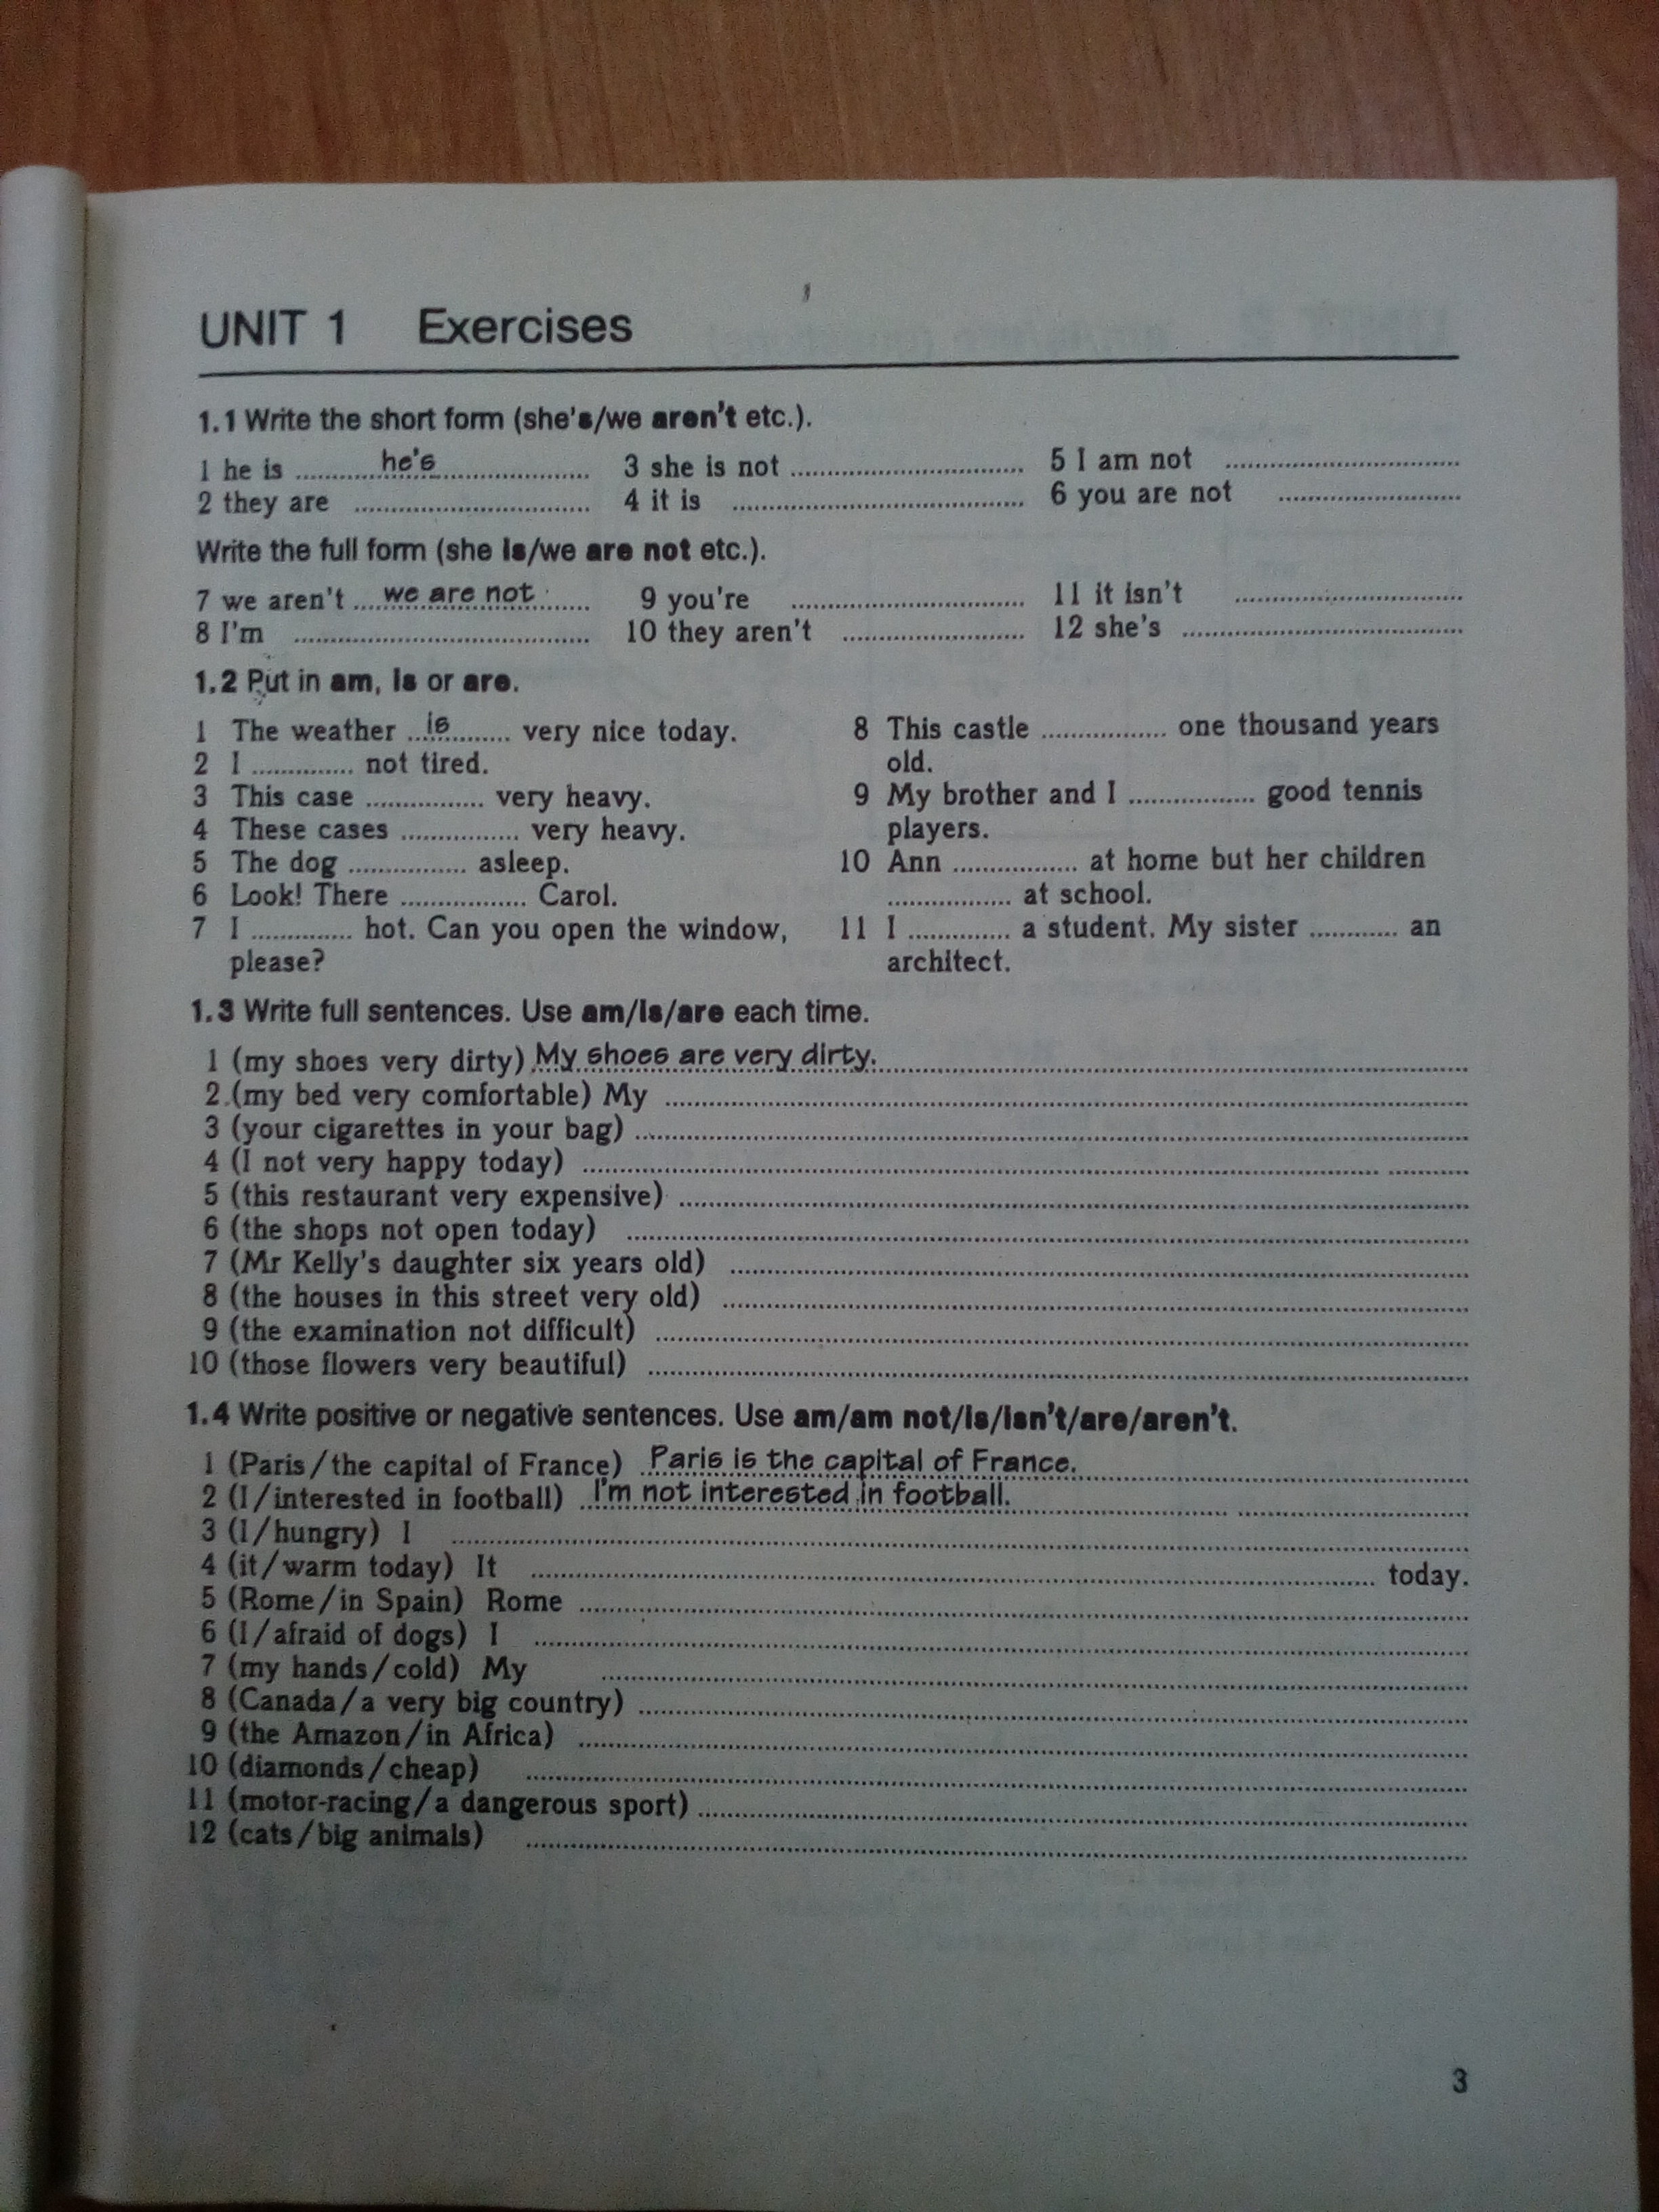 UNIT 1 Exercises
1.1 Write the short form (she's/we aren't etc.).
1 he is ............ he's ............ 3 she is not ............ 5 I am not ............
2 they are ............ 4 it is ............ 6 you are not ............
Write the full form (she is/we are not etc.).
7 we aren't .... we are not ...... 9 you're ............ 11 it isn't ............
8 I'm ............ 10 they aren't ............ 12 she's ............
1.2 Put in am, is or are.
1 The weather ...is......... very nice today.
2 I .............. not tired.
3 This case ................ very heavy.
4 These cases ................ very heavy.
5 The dog ................ asleep.
6 Look! There ................. Carol.
7 I .............. hot. Can you open the window,
please?
8 This castle ................. one thousand years
old.
9 My brother and I ................. good tennis
players.
10 Ann ................. at home but her children
................. at school.
11 I .............. a student. My sister ............ an
architect.
1.3 Write full sentences. Use am/is/are each time.
1 (my shoes very dirty) My shoes are very dirty. ............
2 (my bed very comfortable) My ............
3 (your cigarettes in your bag) ............
4 (I not very happy today) ............
5 (this restaurant very expensive) ............
6 (the shops not open today) ............
7 (Mr Kelly's daughter six years old) ............
8 (the houses in this street very old) ............
9 (the examination not difficult) ............
10 (those flowers very beautiful) ............
1.4 Write positive or negative sentences. Use am/am not/is/isn't/are/aren't.
1 (Paris/the capital of France) Paris is the capital of France. ............
2 (I/interested in football) I'm not interested in football. ............
3 (I/hungry) I ............
4 (it/warm today) It ............ today.
5 (Rome/in Spain) Rome ............
6 (I/afraid of dogs) I ............
7 (my hands/cold) My ............
8 (Canada/a very big country) ............
9 (the Amazon/in Africa) ............
10 (diamonds/cheap) ............
11 (motor-racing/a dangerous sport) ............
12 (cats/big animals) ............
3